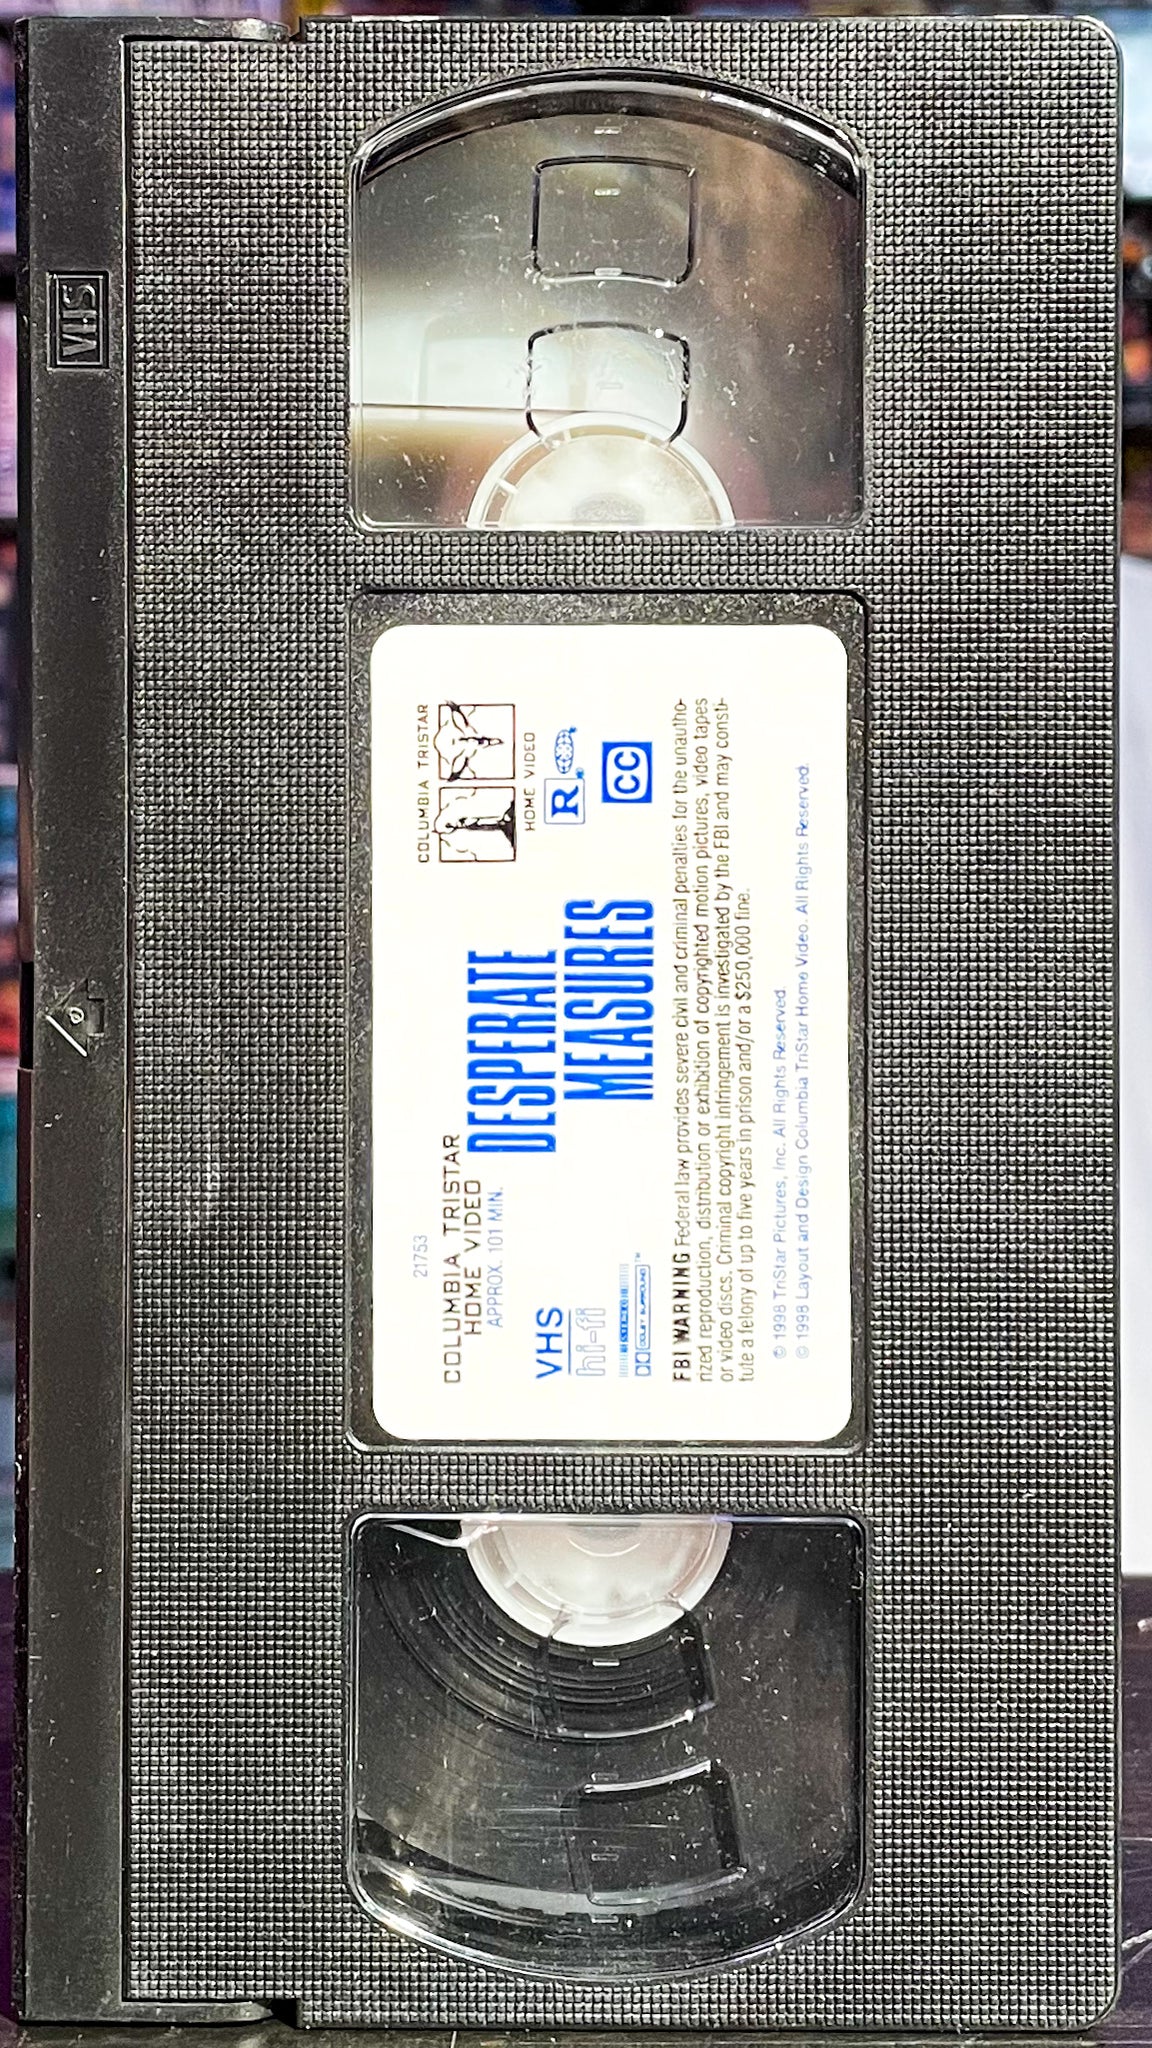 VHS
21753
COLUMBIA TRISTAR
HOME VIDEO
APPROX. 101 MIN.
DESPERATE
MEASURES
COLUMBIA TRISTAR
HOME VIDEO
R
CC
VHS
hi-fi
STEREO
DOLBY SURROUND™
FBI WARNING Federal law provides severe civil and criminal penalties for the unautho-
rized reproduction, distribution or exhibition of copyrighted motion pictures, video tapes
or video discs. Criminal copyright infringement is investigated by the FBI and may consti-
tute a felony of up to five years in prison and/or a $250,000 fine.
© 1998 TriStar Pictures, Inc. All Rights Reserved.
© 1998 Layout and Design Columbia TriStar Home Video. All Rights Reserved.